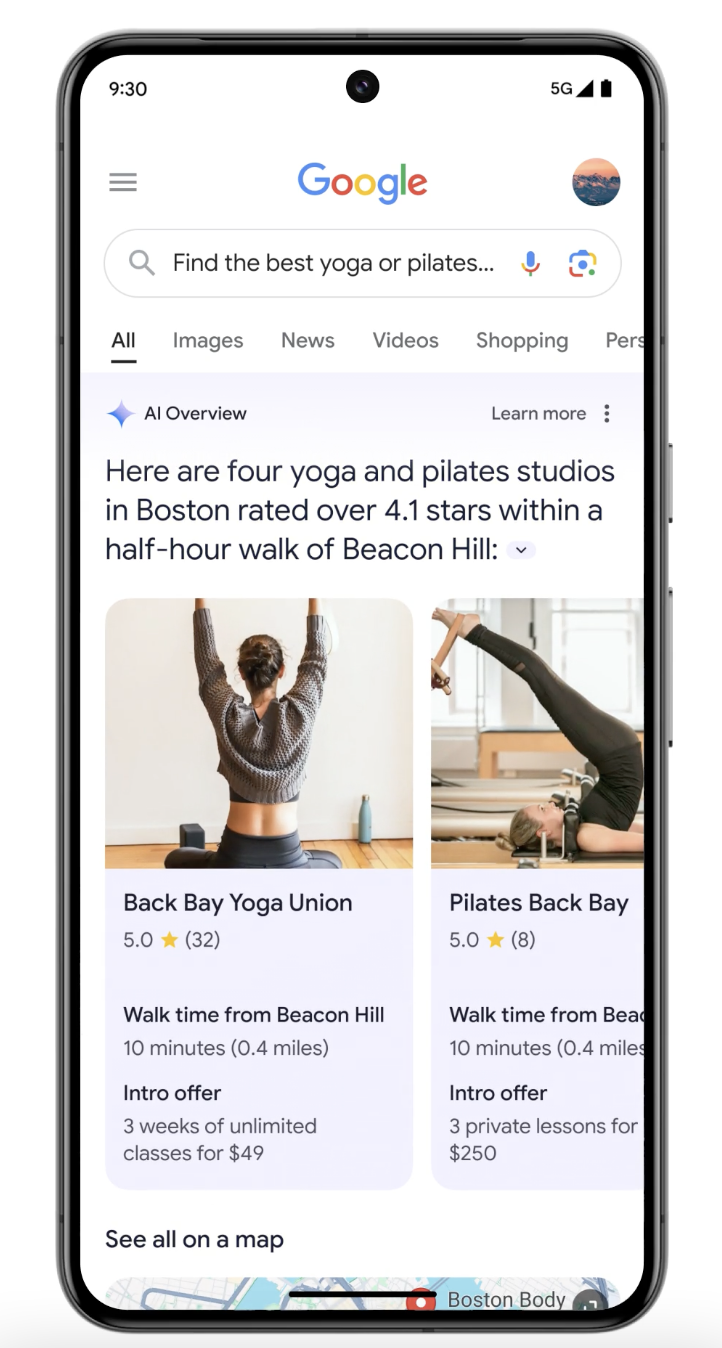 9:30
5G
Google
Find the best yoga or pilates...
All Images News Videos Shopping Pers
AI Overview
Learn more
Here are four yoga and pilates studios
in Boston rated over 4.1 stars within a
half-hour walk of Beacon Hill:
Back Bay Yoga Union
5.0 ★ (32)
Walk time from Beacon Hill
10 minutes (0.4 miles)
Intro offer
3 weeks of unlimited
classes for $49
Pilates Back Bay
5.0 ★ (8)
Walk time from Beac
10 minutes (0.4 miles
Intro offer
3 private lessons for
$250
See all on a map
Boston Body